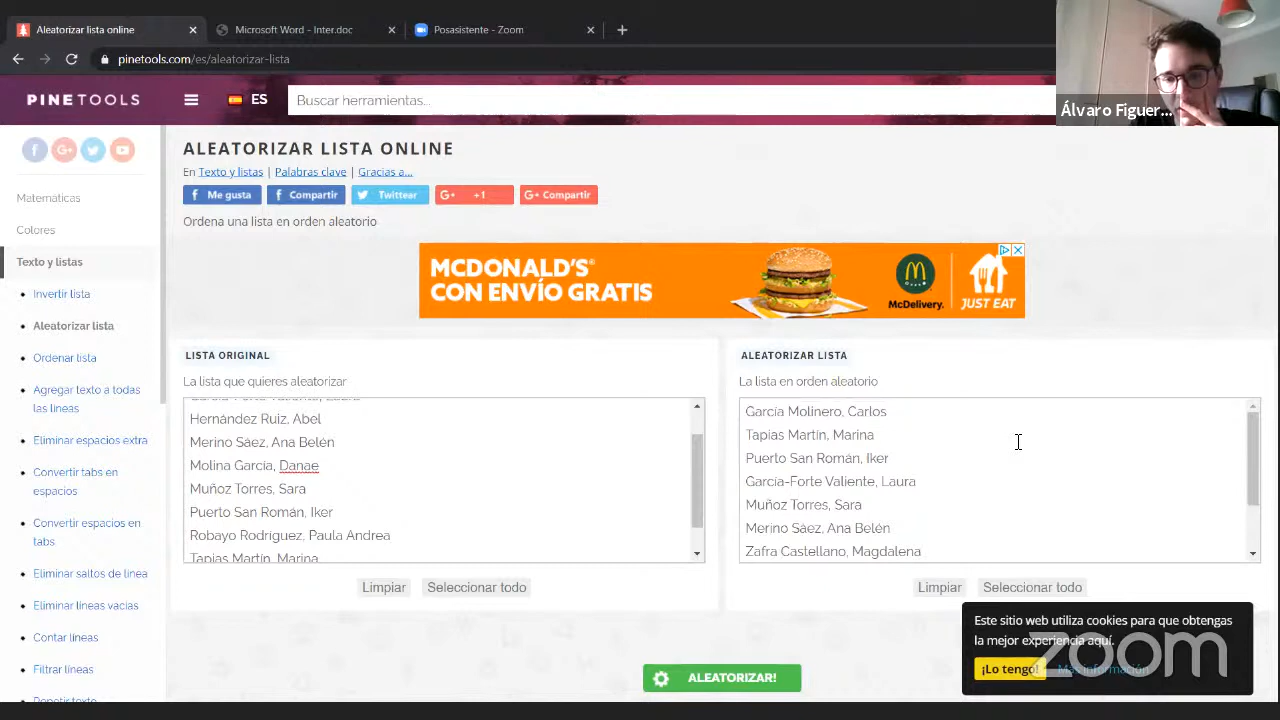 Aleatorizar lista online
Microsoft Word - Inter.doc
Posasistente - Zoom
pinetools.com/es/aleatorizar-lista
PINETOOLS
ES
Buscar herramientas...
Álvaro Figuer...
Matemáticas
Colores
Texto y listas
Invertir lista
Aleatorizar lista
Ordenar lista
Agregar texto a todas
las líneas
Eliminar espacios extra
Convertir tabs en
espacios
Convertir espacios en
tabs
Eliminar saltos de línea
Eliminar líneas vacías
Contar líneas
Filtrar líneas
Repetir texto
ALEATORIZAR LISTA ONLINE
En Texto y listas | Palabras clave | Gracias a...
Me gusta
Compartir
Twittear
G+ +1
G+ Compartir
Ordena una lista en orden aleatorio
MCDONALD'S®
CON ENVÍO GRATIS
McDelivery.
JUST EAT
LISTA ORIGINAL
La lista que quieres aleatorizar
Hernández Ruiz, Abel
Merino Sáez, Ana Belén
Molina García, Danae
Muñoz Torres, Sara
Puerto San Román, Iker
Robayo Rodríguez, Paula Andrea
Tapias Martín, Marina
Limpiar
Seleccionar todo
ALEATORIZAR LISTA
La lista en orden aleatorio
García Molinero, Carlos
Tapias Martín, Marina
Puerto San Román, Iker
García-Forte Valiente, Laura
Muñoz Torres, Sara
Merino Sáez, Ana Belén
Zafra Castellano, Magdalena
Limpiar
Seleccionar todo
ALEATORIZAR!
Este sitio web utiliza cookies para que obtengas
la mejor experiencia aquí.
¡Lo tengo!
Más información
zoom